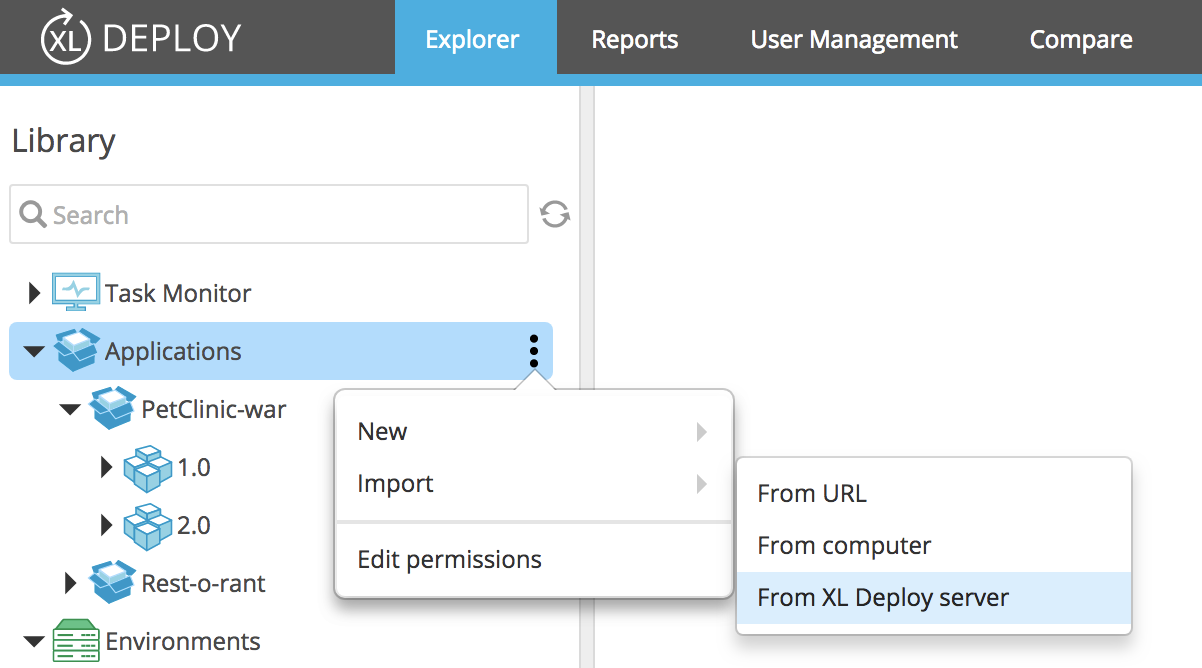 XL DEPLOY
Explorer
Reports
User Management
Compare
Library
Search
Task Monitor
Applications
PetClinic-war
New
Import
1.0
From URL
2.0
From computer
Edit permissions
Rest-o-rant
From XL Deploy server
Environments